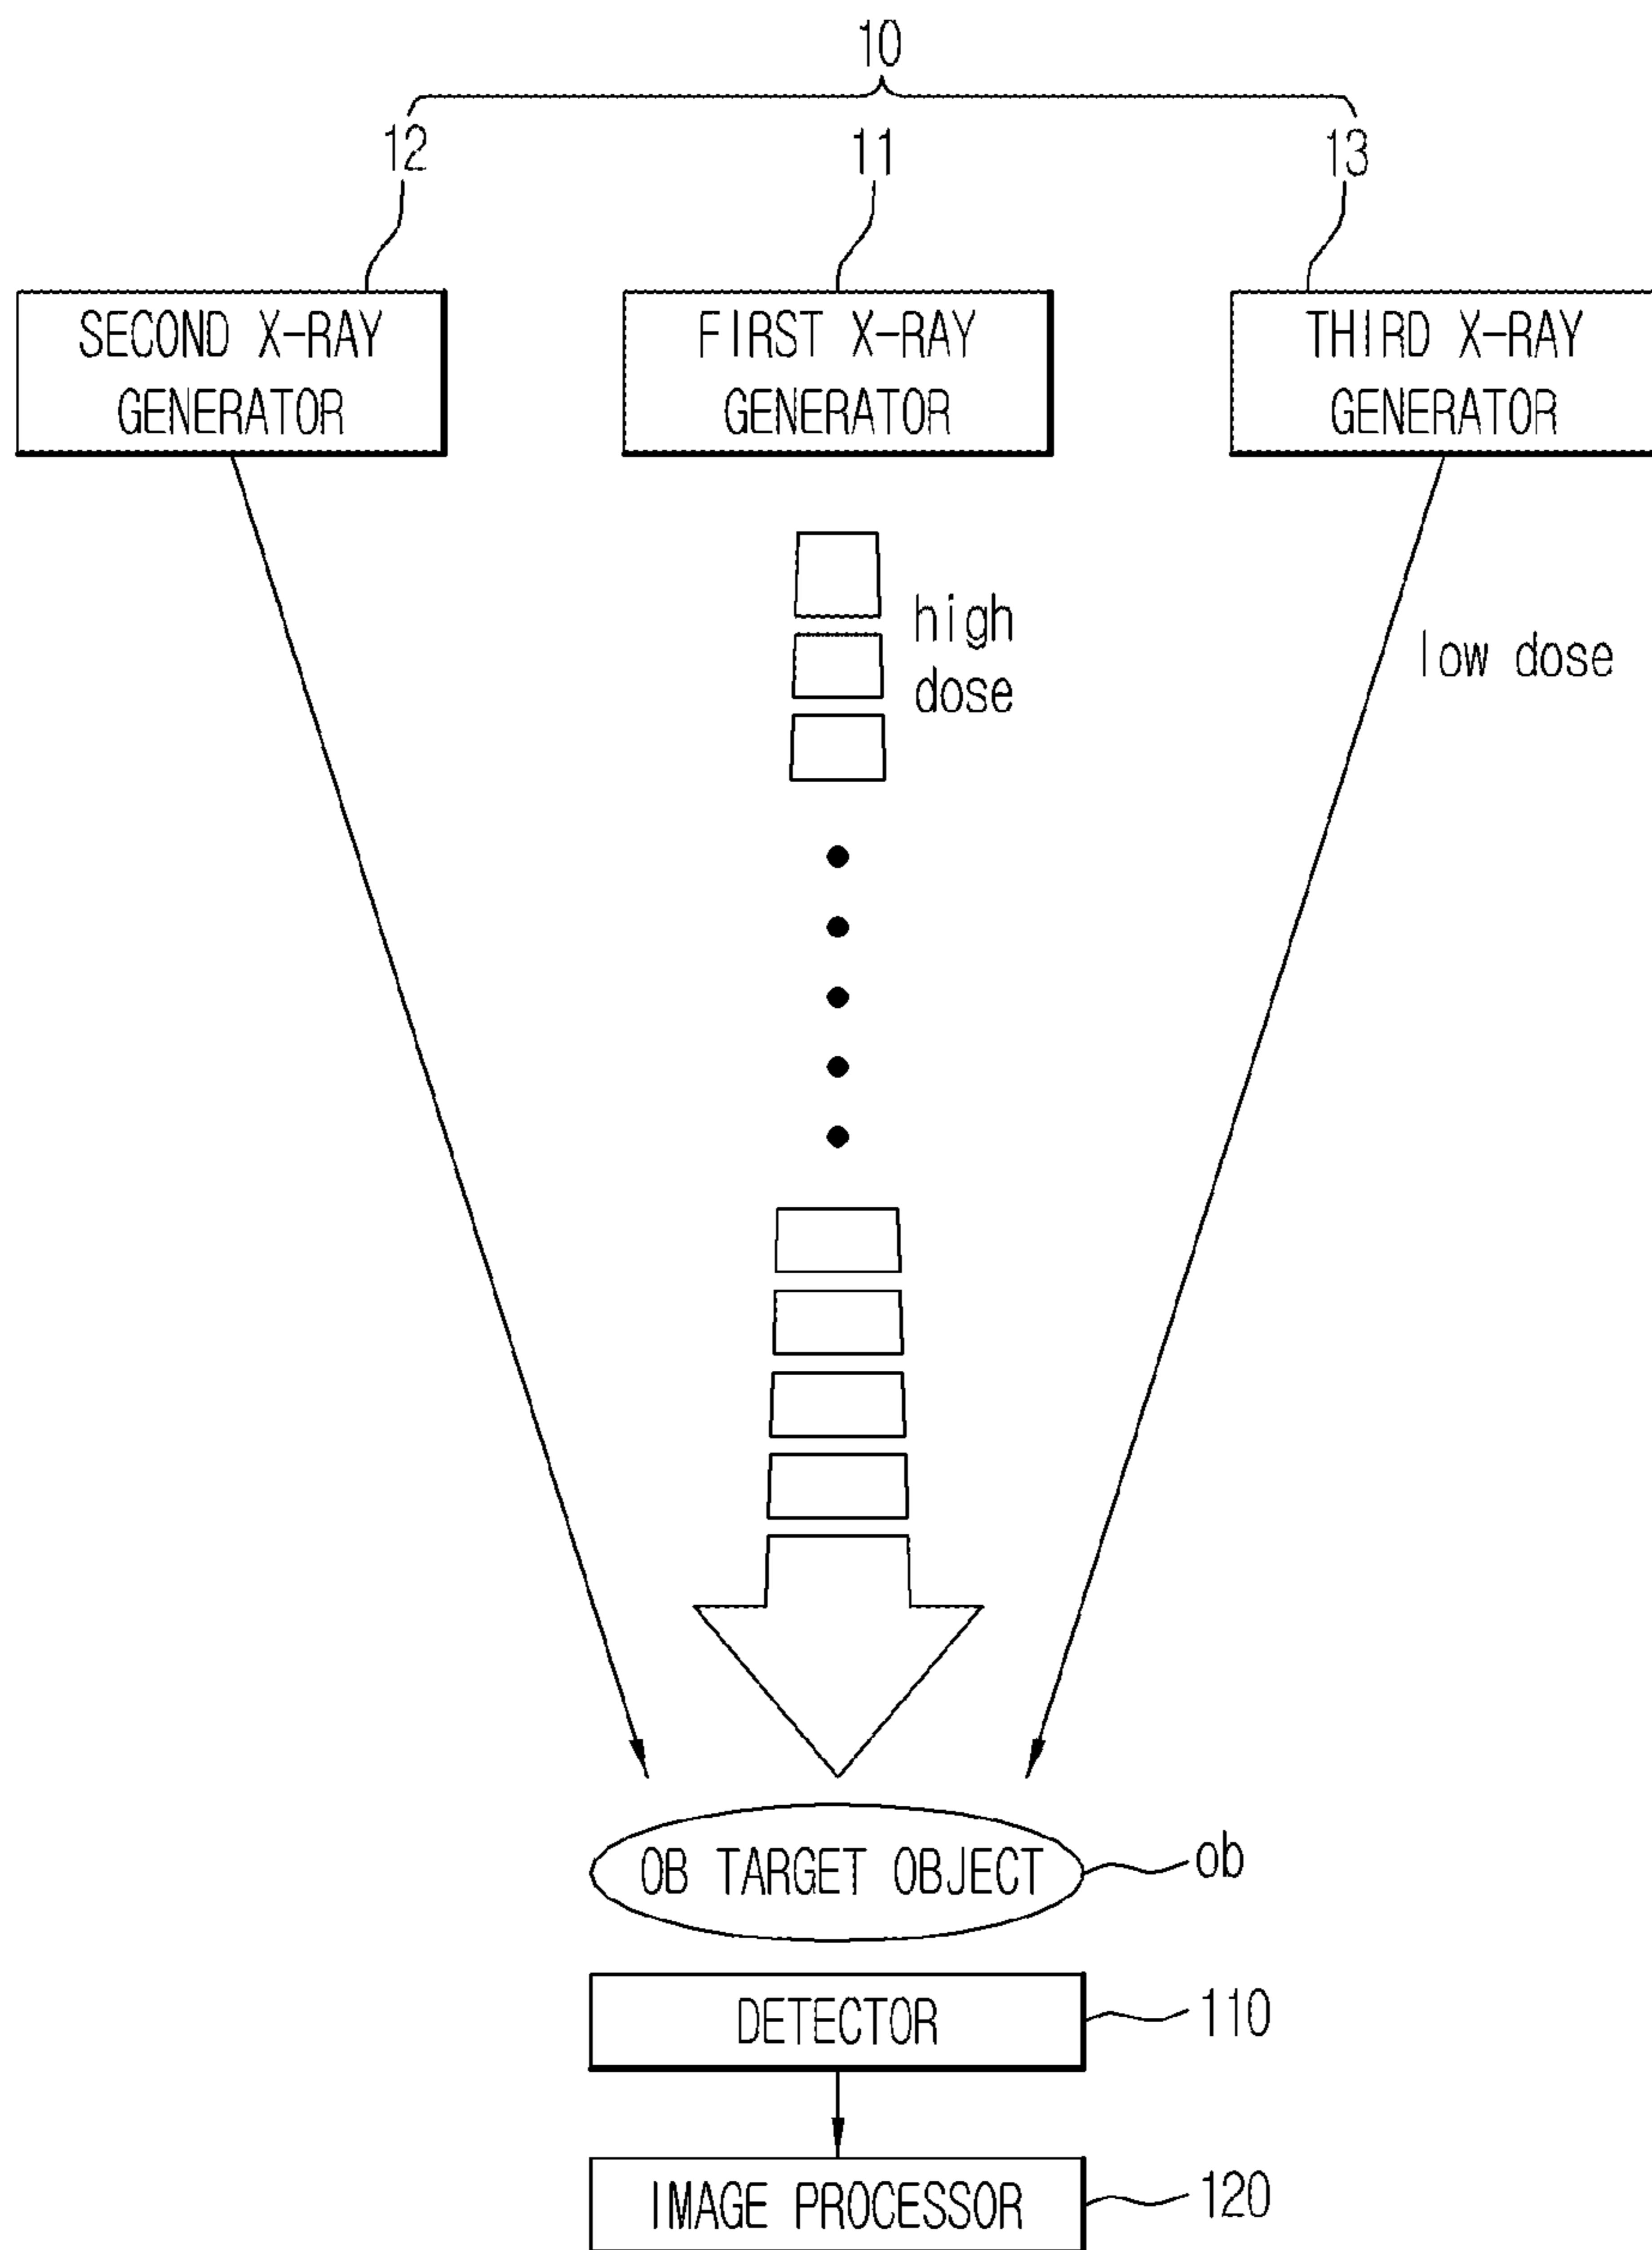 10
12
11
13
SECOND X-RAY
GENERATOR
FIRST X-RAY
GENERATOR
THIRD X-RAY
GENERATOR
high
dose
low dose
OB TARGET OBJECT
ob
DETECTOR
110
IMAGE PROCESSOR
120